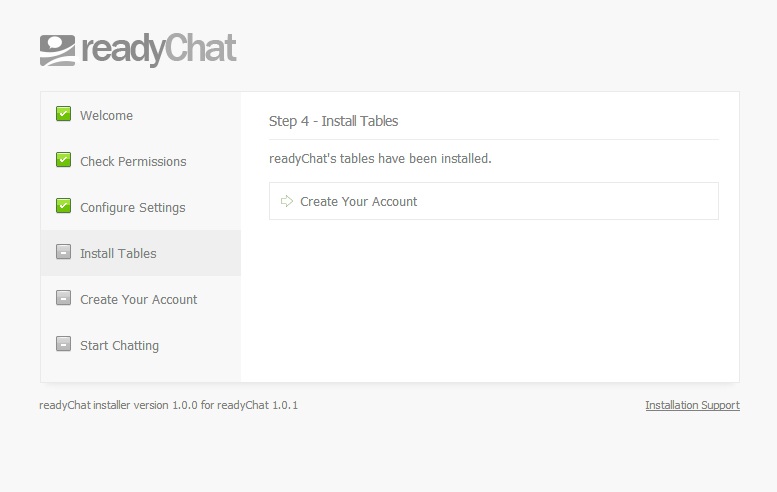 readyChat
Welcome
Check Permissions
Configure Settings
Install Tables
Create Your Account
Start Chatting
Step 4 - Install Tables
readyChat's tables have been installed.
Create Your Account
readyChat installer version 1.0.0 for readyChat 1.0.1
Installation Support